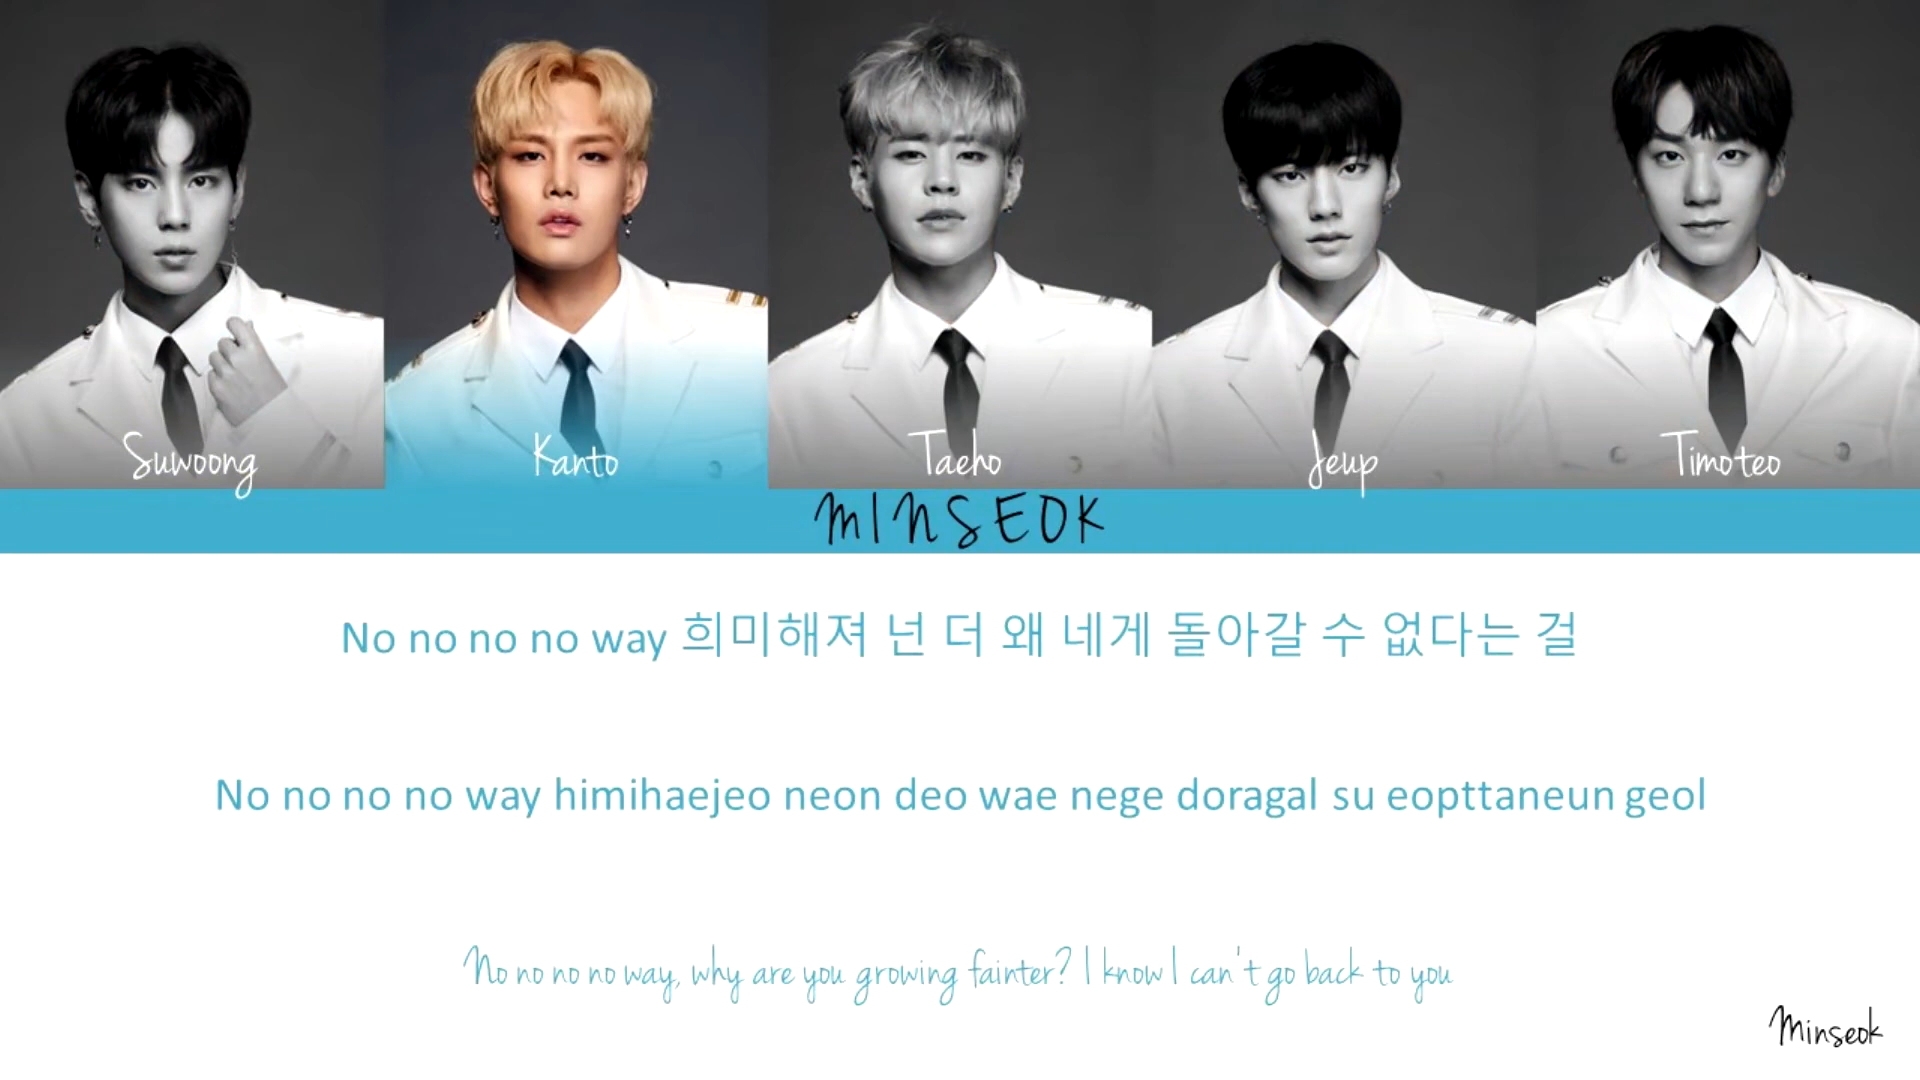 Suwoong
Kanto
Taeho
Jeup
Timoteo
MINSEOK
No no no no way 희미해져 넌 더 왜 네게 돌아갈 수 없다는 걸
No no no no way himihaejeo neon deo wae nege doragal su eopttaneun geol
No no no no way, why are you growing fainter? I know I can't go back to you
Minseok